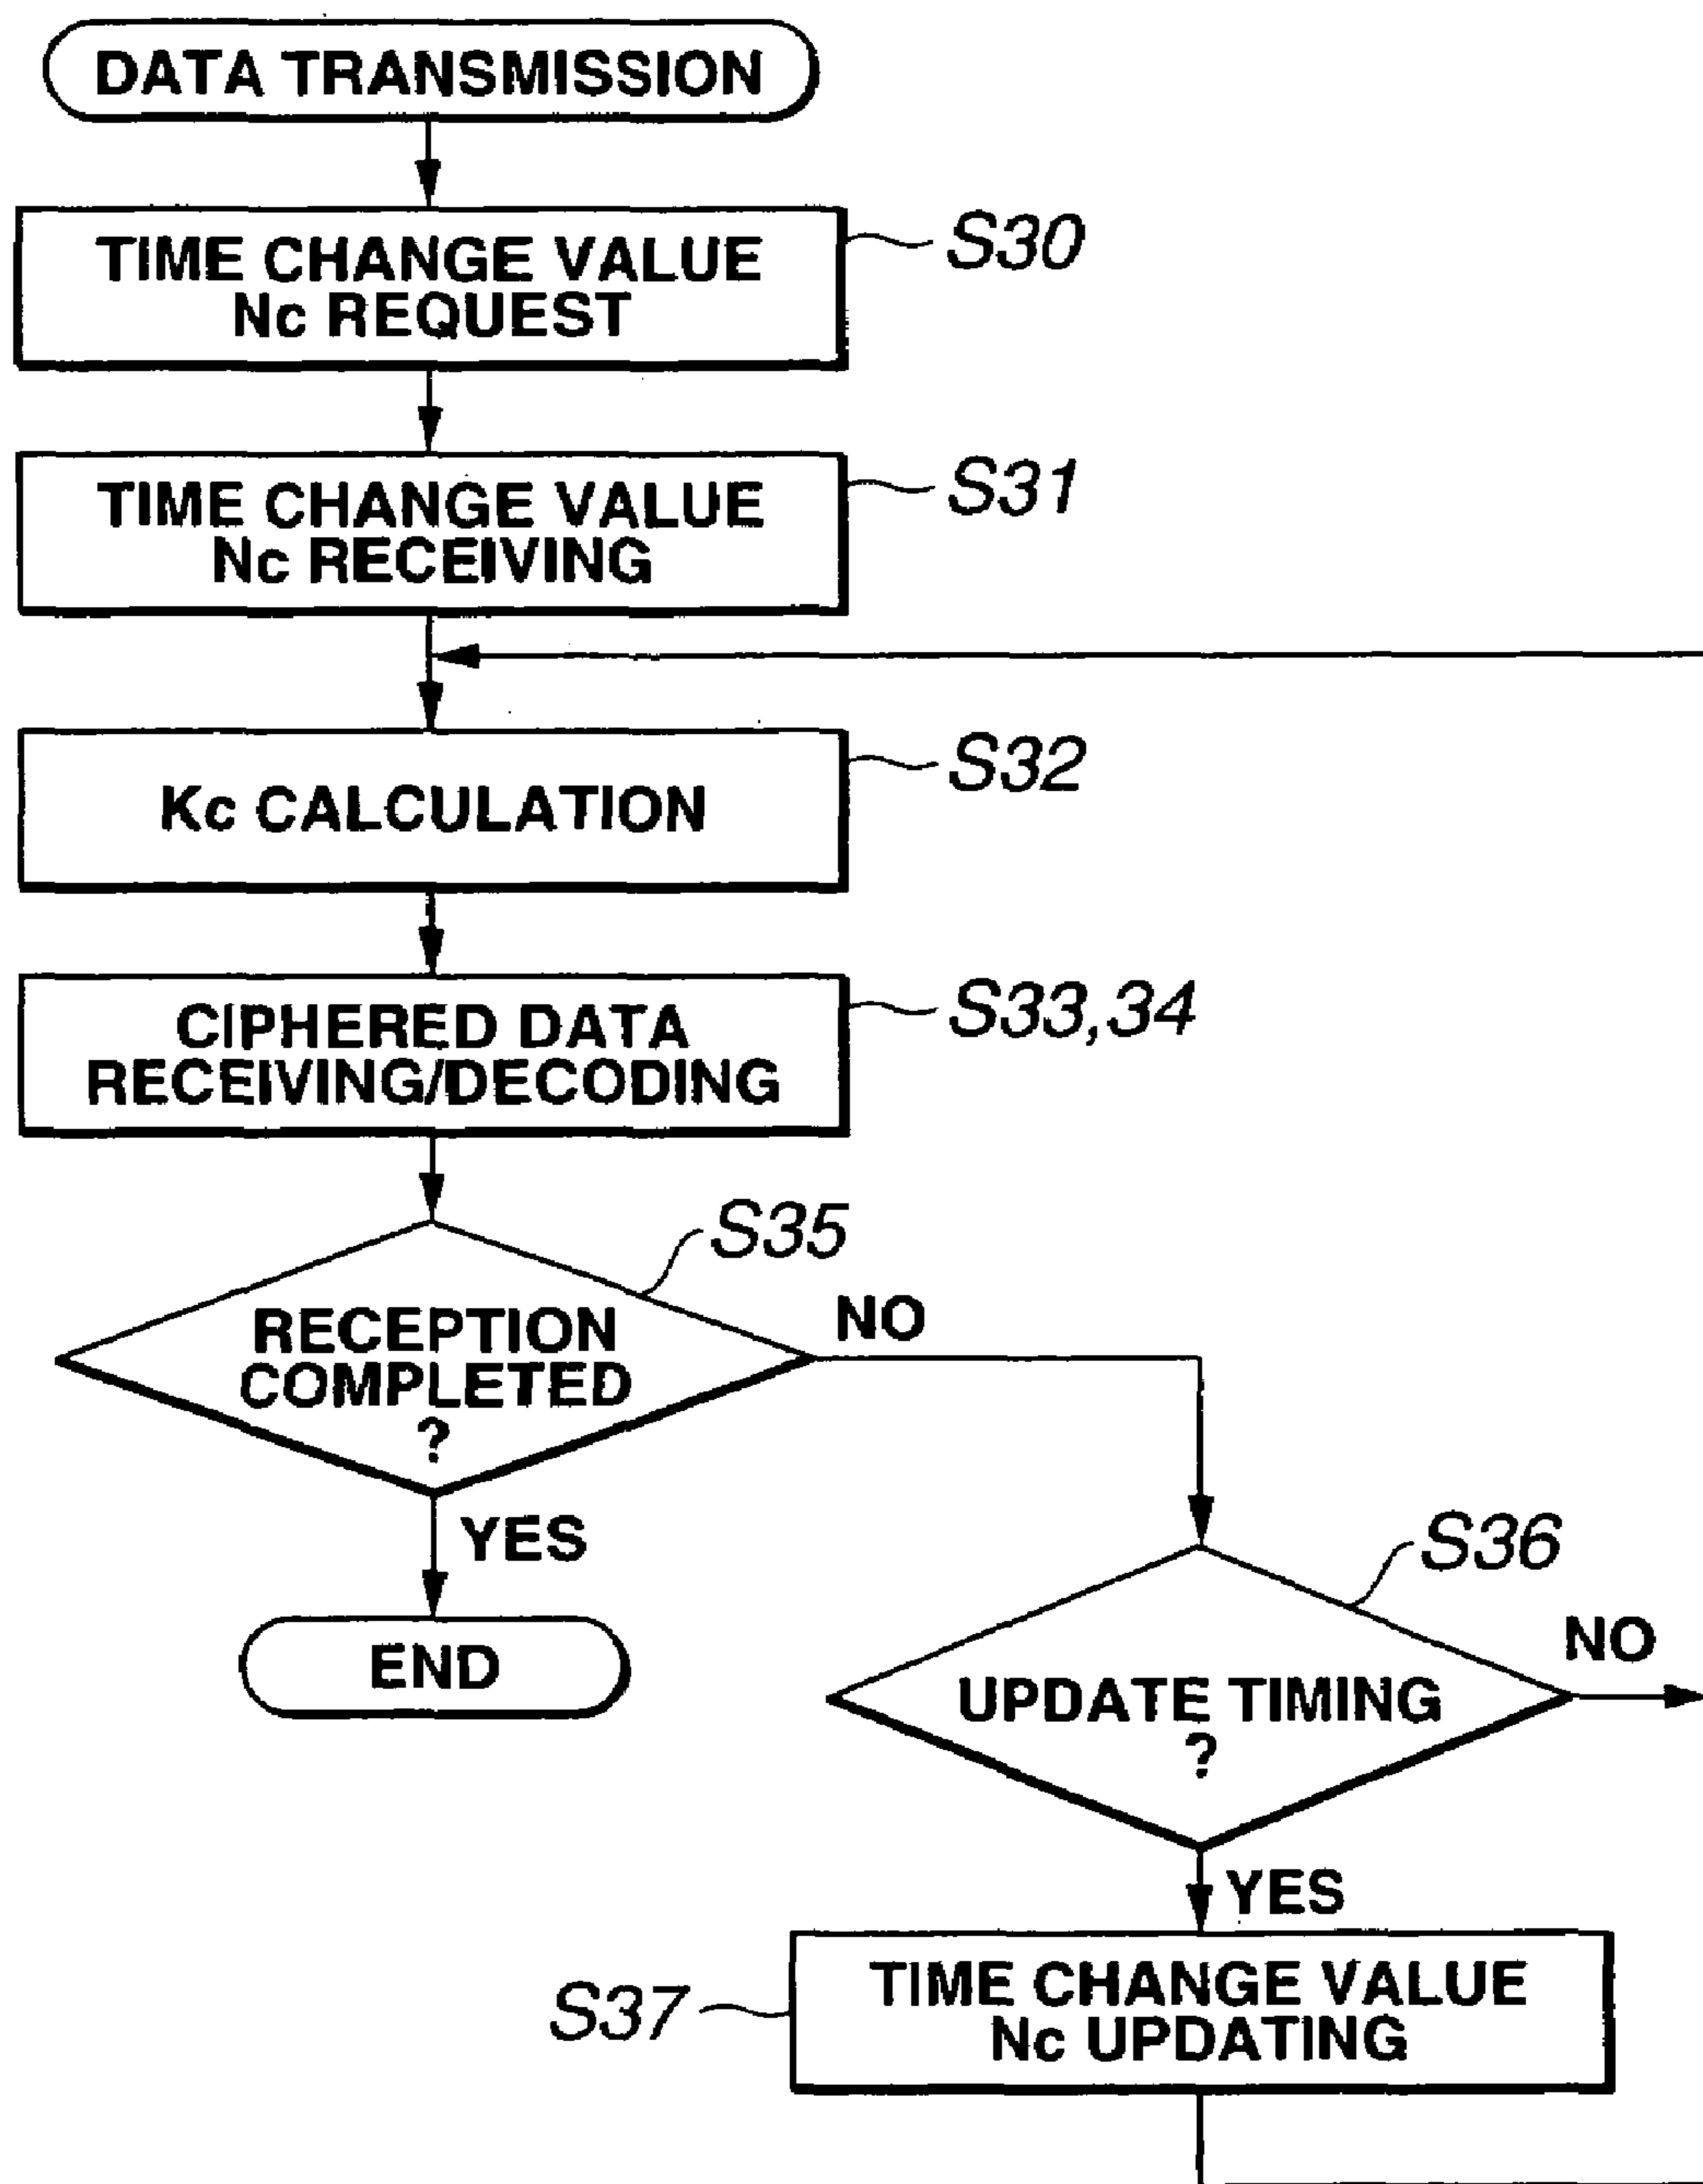 DATA TRANSMISSION
TIME CHANGE VALUE
Nc REQUEST
S30
TIME CHANGE VALUE
Nc RECEIVING
S31
Kc CALCULATION
S32
CIPHERED DATA
RECEIVING/DECODING
S33,34
S35
RECEPTION
COMPLETED
?
NO
YES
END
S36
UPDATE TIMING
?
NO
YES
S37
TIME CHANGE VALUE
Nc UPDATING